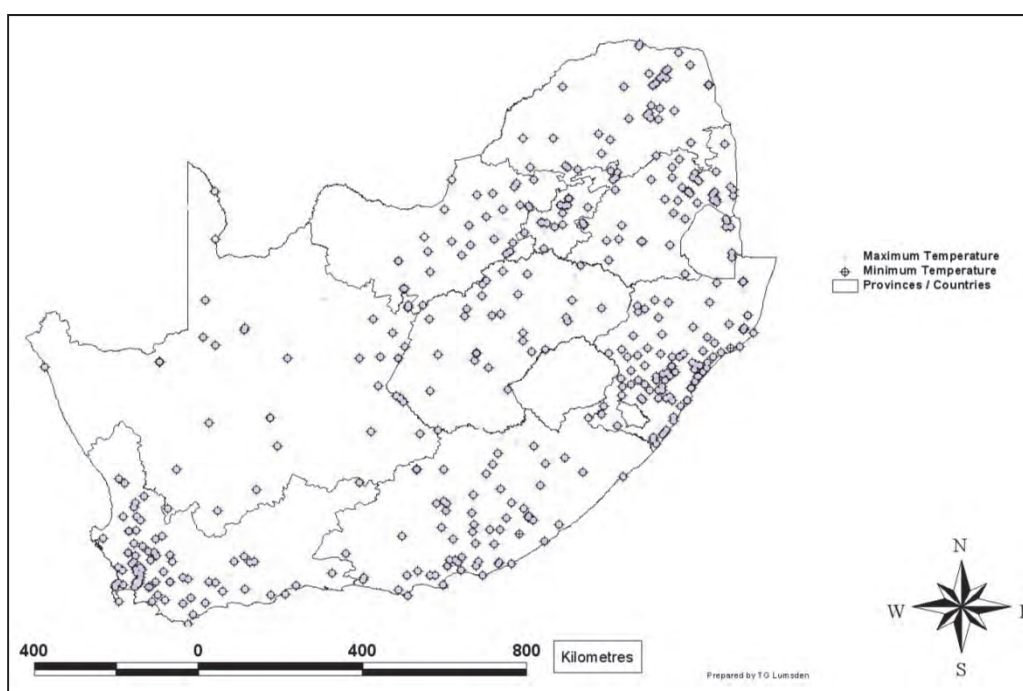 Maximum Temperature
Minimum Temperature
Provinces / Countries
N
W
S
400 0 400 800
Kilometres
Prepared by TG Lumsden